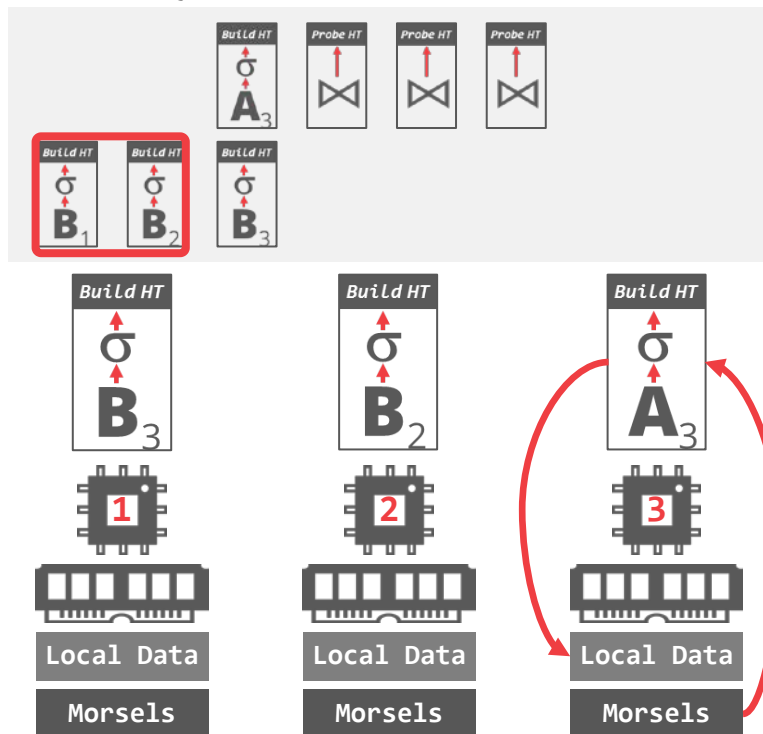 Build HT Probe HT Probe HT Probe HT
σ
A3
Build HT Build HT Build HT
σ σ σ
B1 B2 B3
Build HT Build HT Build HT
σ σ σ
B3 B2 A3
1 2 3
Local Data Local Data Local Data
Morsels Morsels Morsels